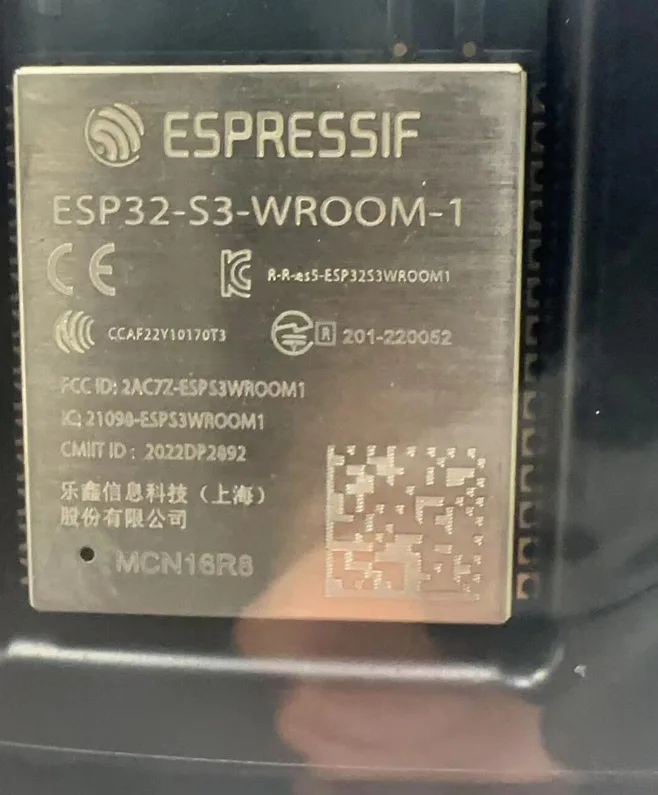 ESPRESSIF
ESP32-S3-WROOM-1
CE R-R-es5-ESP32S3WROOM1
CCAF22Y10170T3 R 201-220052
FCC ID: 2AC7Z-ESPS3WROOM1
IC: 21098-ESPS3WROOM1
CMIIT ID: 2022DP2892
乐鑫信息科技（上海）
股份有限公司
MCN16R8